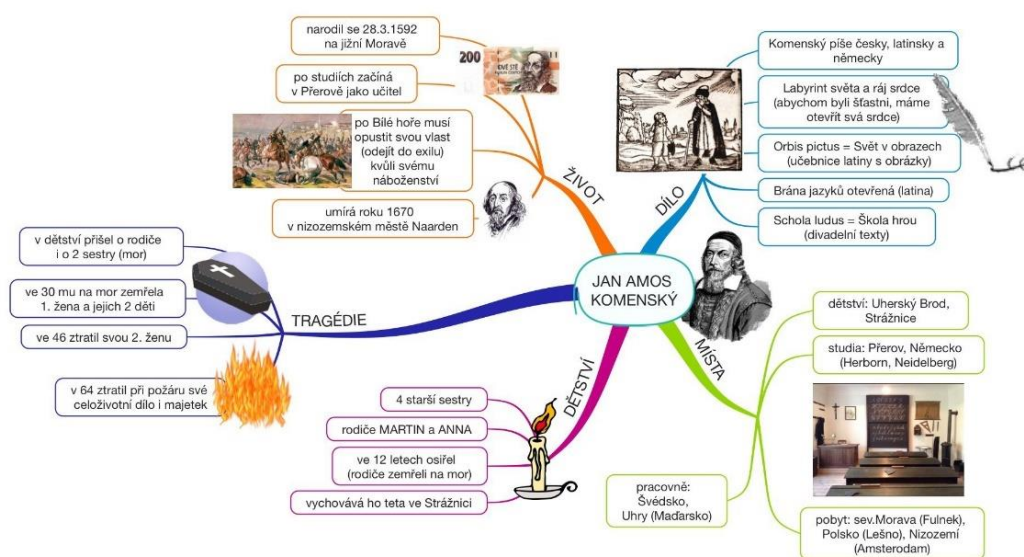 narodil se 28.3.1592
na jižní Moravě
po studiích začíná
v Přerově jako učitel
po Bílé hoře musí
opustit svou vlast
(odejít do exilu)
kvůli svému
náboženství
umírá roku 1670
v nizozemském městě Naarden
200
ŽIVOT
Komenský píše česky, latinsky a
německy
Labyrint světa a ráj srdce
(abychom byli šťastni, máme
otevřít svá srdce)
Orbis pictus = Svět v obrazech
(učebnice latiny s obrázky)
Brána jazyků otevřená (latina)
Schola ludus = Škola hrou
(divadelní texty)
DÍLO
JAN AMOS
KOMENSKÝ
v dětství přišel o rodiče
i o 2 sestry (mor)
ve 30 mu na mor zemřela
1. žena a jejich 2 děti
ve 46 ztratil svou 2. ženu
v 64 ztratil při požáru své
celoživotní dílo i majetek
TRAGÉDIE
4 starší sestry
rodiče MARTIN a ANNA
ve 12 letech osiřel
(rodiče zemřeli na mor)
vychovává ho teta ve Strážnici
DĚTSTVÍ
MÍSTA
dětství: Uherský Brod,
Strážnice
studia: Přerov, Německo
(Herborn, Neidelberg)
pracovně:
Švédsko,
Uhry (Maďarsko)
pobyt: sev.Morava (Fulnek),
Polsko (Lešno), Nizozemí
(Amsterodam)